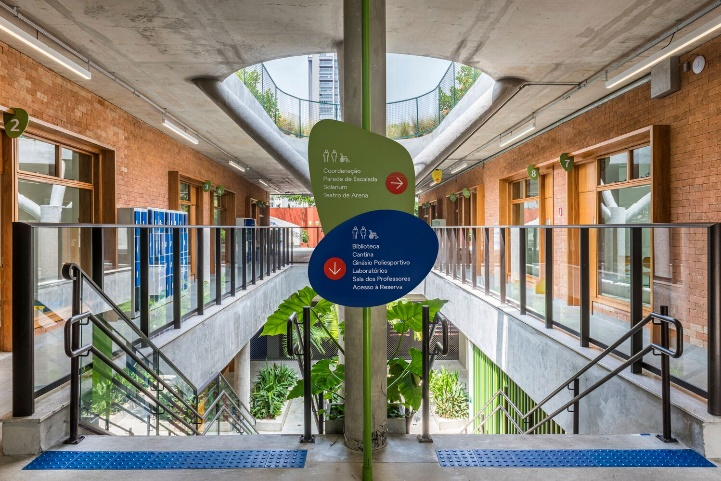 2
Coordenação
Parede de Escalada
Solarium
Teatro de Arena
8
7
Biblioteca
Cantina
Ginásio Poliesportivo
Laboratórios
Sala dos Professores
Acesso à Reserva